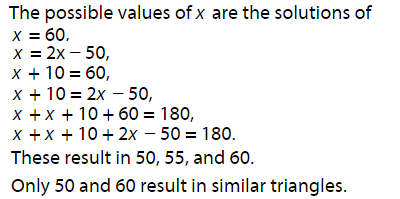 The possible values of x are the solutions of
x = 60,
x = 2x – 50,
x + 10 = 60,
x + 10 = 2x – 50,
x + x + 10 + 60 = 180,
x + x + 10 + 2x – 50 = 180.
These result in 50, 55, and 60.
Only 50 and 60 result in similar triangles.